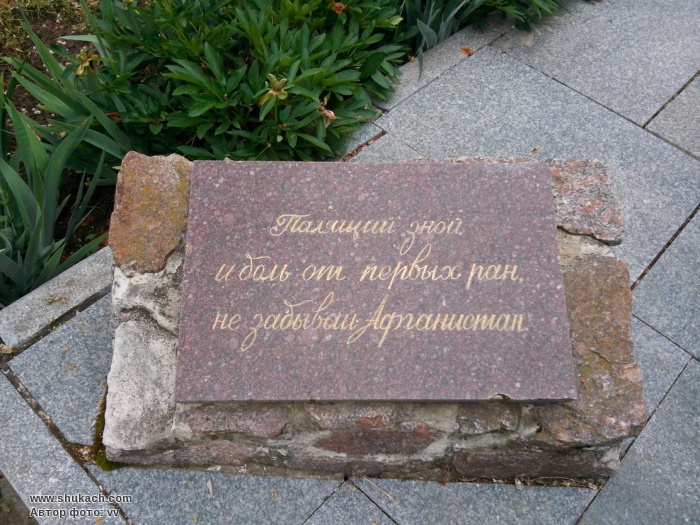 Палящий зной
и боль от первых ран,
не забывай Афганистан.
www.shukach.com
Автор фото: vv